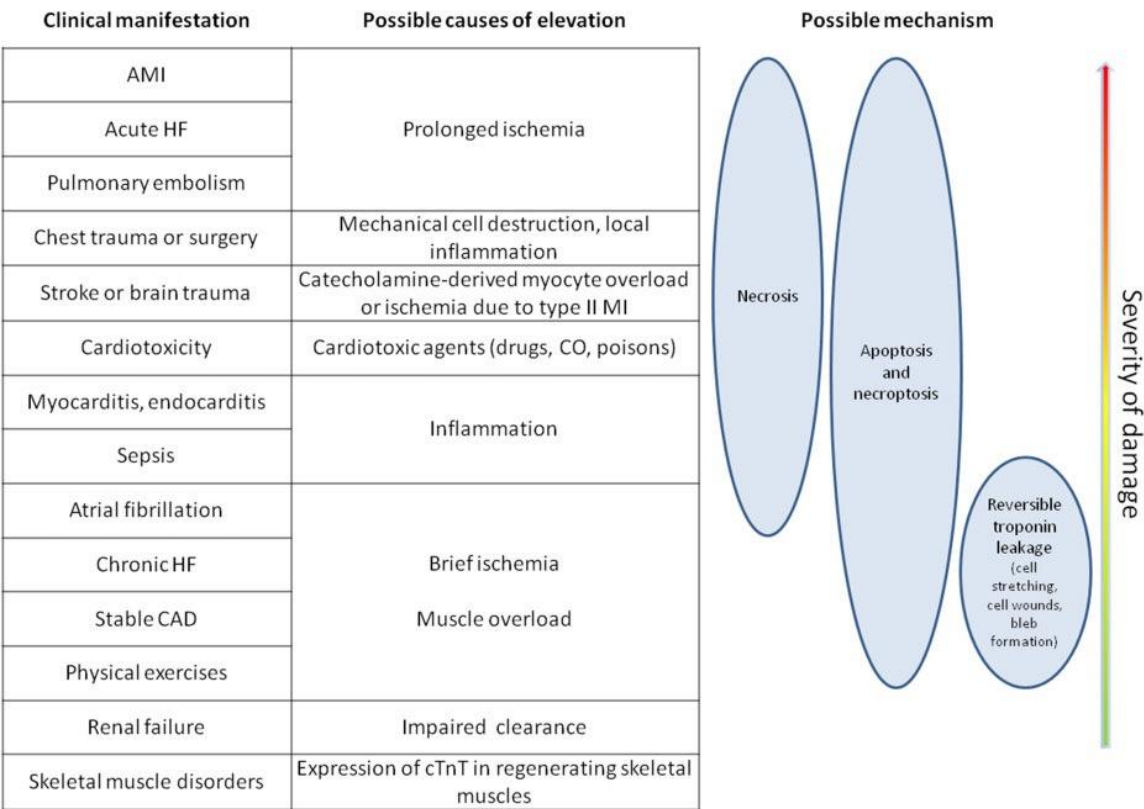 Clinical manifestation
Possible causes of elevation
Possible mechanism
AMI
Acute HF
Pulmonary embolism
Prolonged ischemia
Chest trauma or surgery
Mechanical cell destruction, local
inflammation
Stroke or brain trauma
Catecholamine-derived myocyte overload
or ischemia due to type II MI
Cardiotoxicity
Cardiotoxic agents (drugs, CO, poisons)
Myocarditis, endocarditis
Sepsis
Inflammation
Atrial fibrillation
Chronic HF
Stable CAD
Physical exercises
Brief ischemia
Muscle overload
Renal failure
Impaired clearance
Skeletal muscle disorders
Expression of cTnT in regenerating skeletal
muscles
Necrosis
Apoptosis
and
necroptosis
Reversible
troponin
leakage
(cell
stretching,
cell wounds,
bleb
formation)
Severity of damage